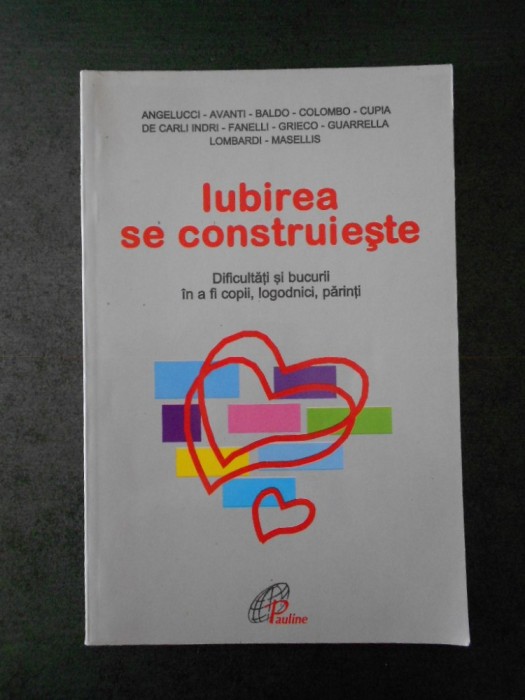 ANGELUCCI - AVANTI - BALDO - COLOMBO - CUPIA
DE CARLI INDRI - FANELLI - GRIECO - GUARRELLA
LOMBARDI - MASELLIS
Iubirea
se construieşte
Dificultăţi şi bucurii
în a fi copii, logodnici, părinţi
Pauline